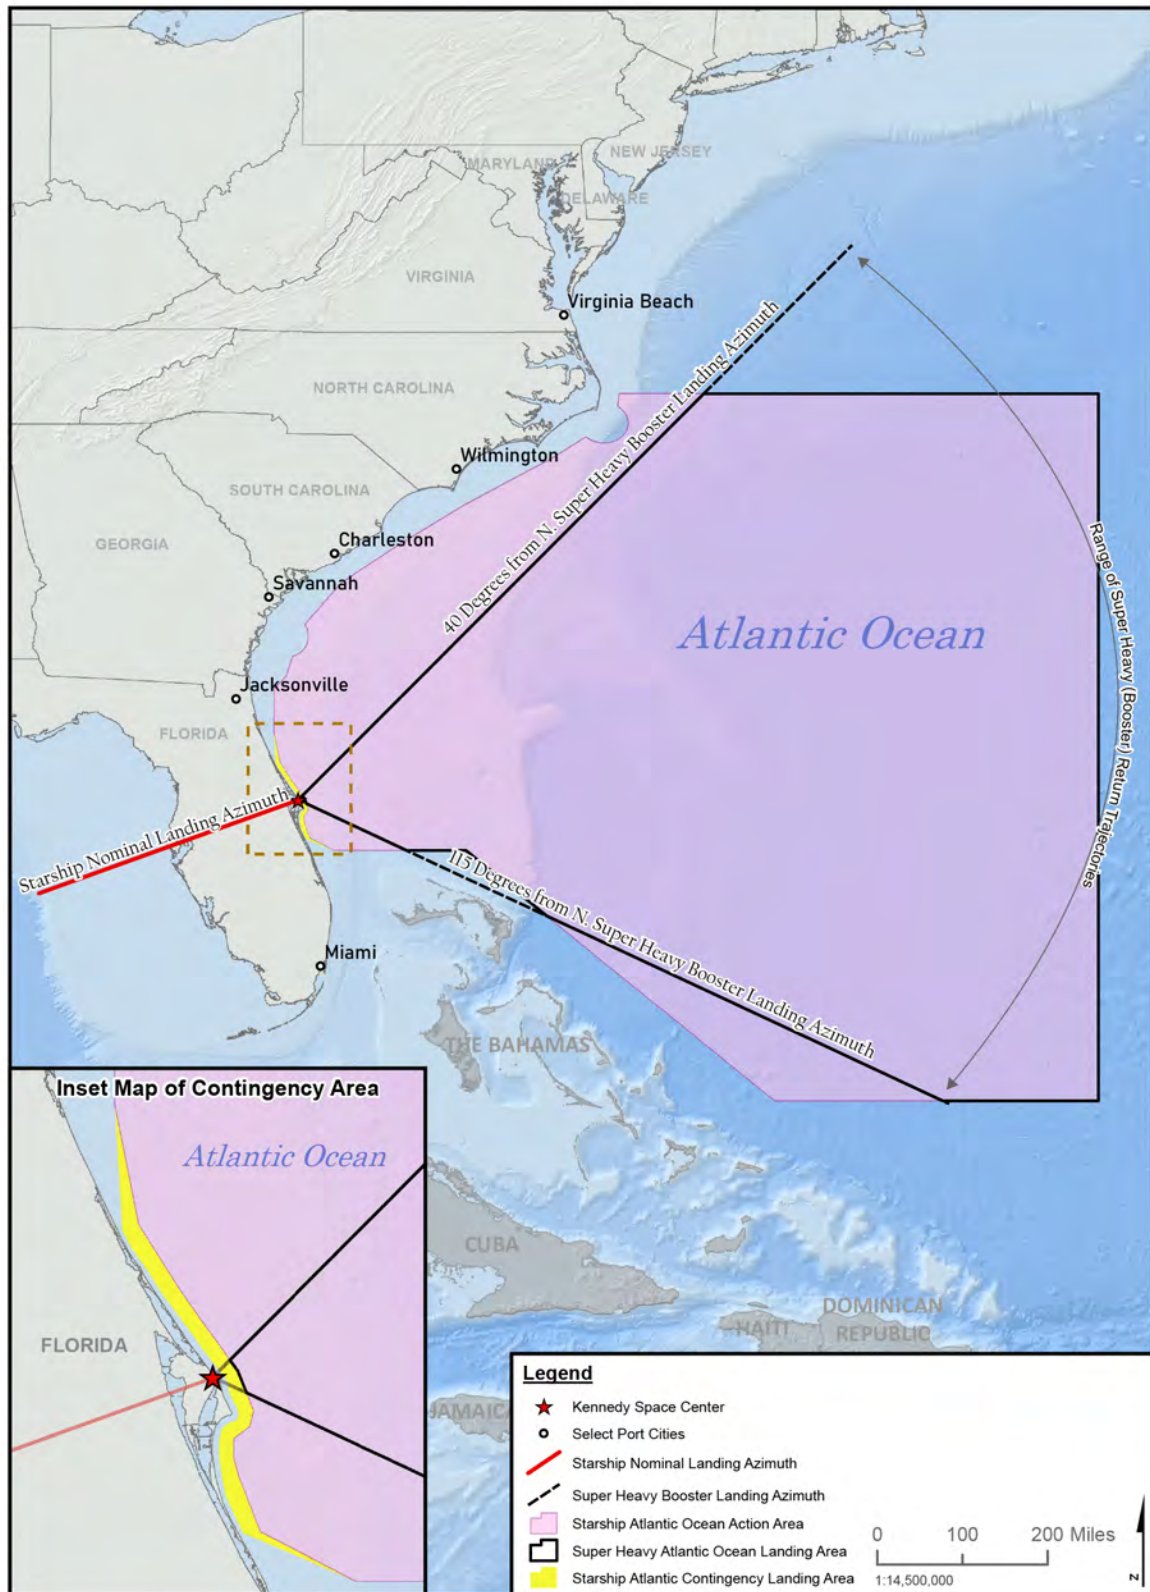 MARYLAND
NEW JERSEY
DELAWARE
VIRGINIA
Virginia Beach
NORTH CAROLINA
Wilmington
SOUTH CAROLINA
Charleston
GEORGIA
Savannah
Jacksonville
FLORIDA
Miami
40 Degrees from N. Super Heavy Booster Landing Azimuth
Atlantic Ocean
Range of Super Heavy (Booster) Return Trajectories
Starship Nominal Landing Azimuth
115 Degrees from N. Super Heavy Booster Landing Azimuth
THE BAHAMAS
CUBA
HAITI
DOMINICAN
REPUBLIC
JAMAICA
Inset Map of Contingency Area
Atlantic Ocean
FLORIDA
Legend
Kennedy Space Center
Select Port Cities
Starship Nominal Landing Azimuth
Super Heavy Booster Landing Azimuth
Starship Atlantic Ocean Action Area
Super Heavy Atlantic Ocean Landing Area
Starship Atlantic Contingency Landing Area
0 100 200 Miles
1:14,500,000
N